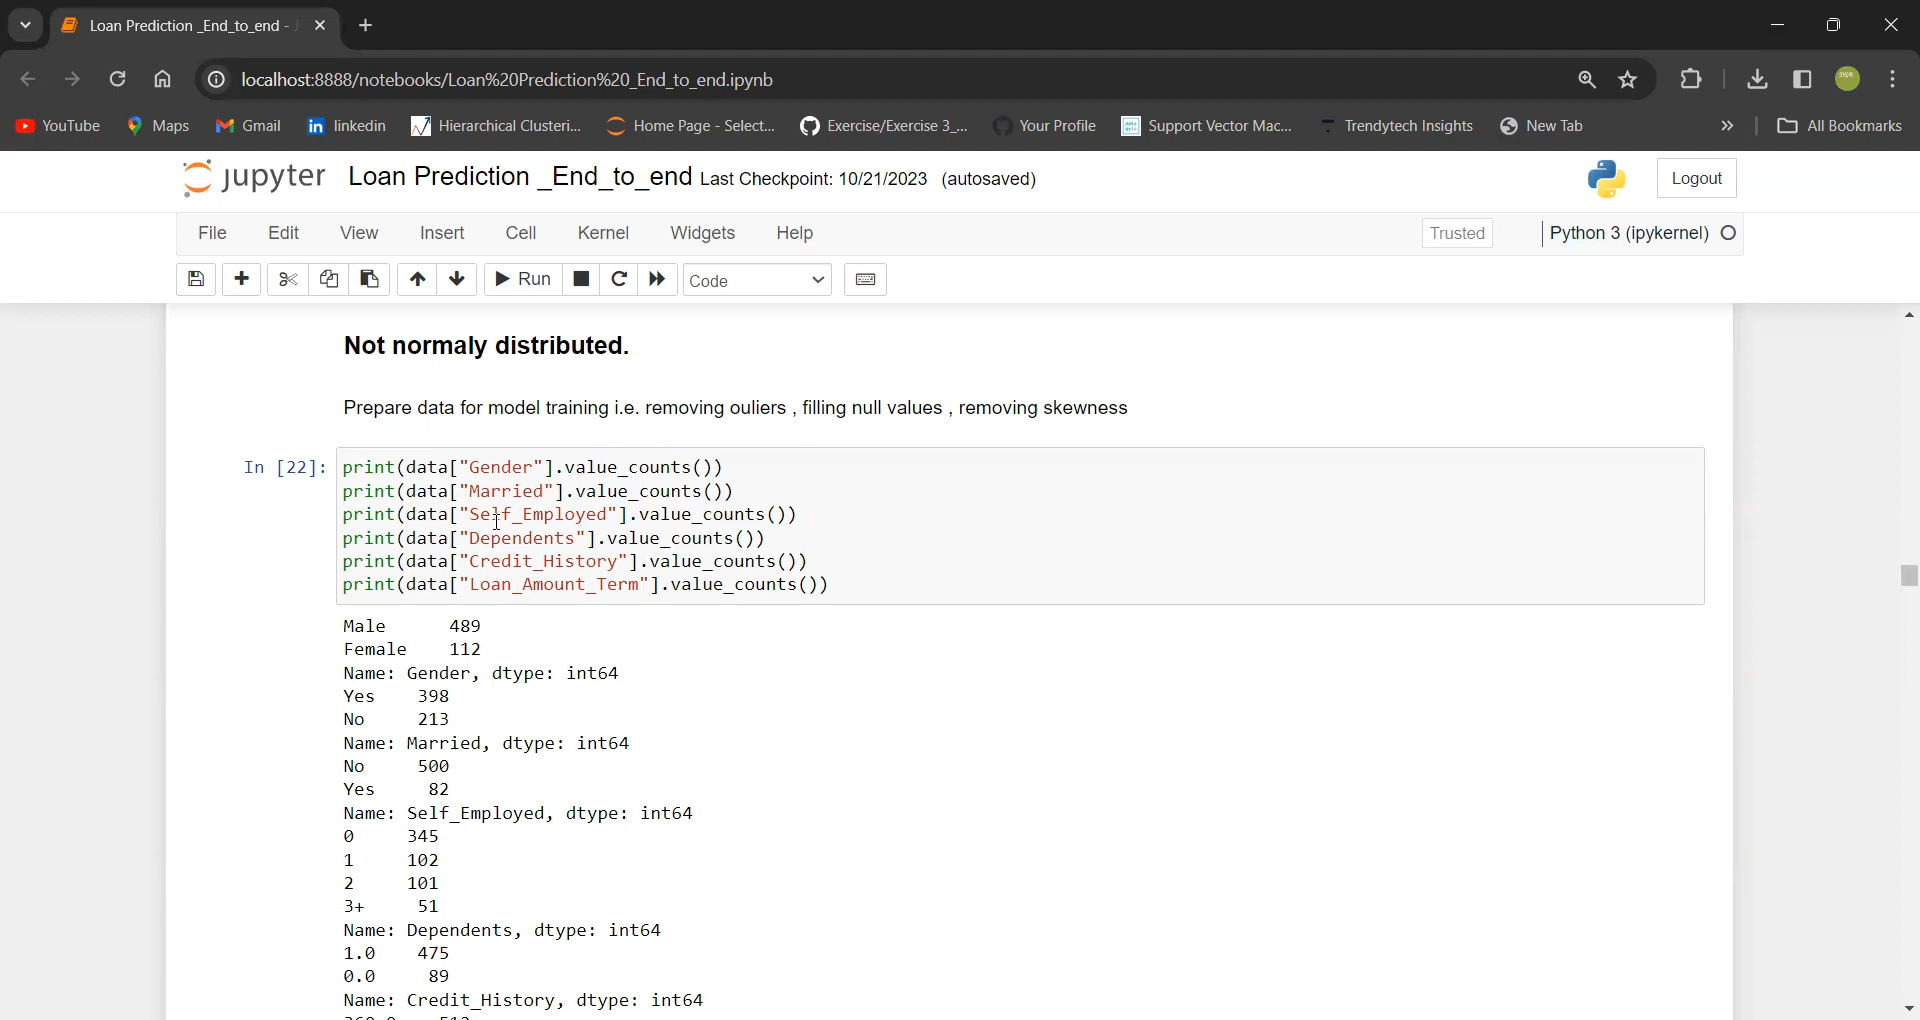 Loan Prediction _End_to_end -
localhost:8888/notebooks/Loan%20Prediction%20_End_to_end.ipynb
YouTube Maps Gmail linkedin Hierarchical Clusteri... Home Page - Select... Exercise/Exercise 3_... Your Profile Support Vector Mac... Trendytech Insights New Tab » All Bookmarks
jupyter Loan Prediction _End_to_end Last Checkpoint: 10/21/2023 (autosaved) Logout
File Edit View Insert Cell Kernel Widgets Help Trusted Python 3 (ipykernel)
Run Code
Not normaly distributed.
Prepare data for model training i.e. removing ouliers , filling null values , removing skewness
In [22]: print(data["Gender"].value_counts())
print(data["Married"].value_counts())
print(data["Self_Employed"].value_counts())
print(data["Dependents"].value_counts())
print(data["Credit_History"].value_counts())
print(data["Loan_Amount_Term"].value_counts())
Male 489
Female 112
Name: Gender, dtype: int64
Yes 398
No 213
Name: Married, dtype: int64
No 500
Yes 82
Name: Self_Employed, dtype: int64
0 345
1 102
2 101
3+ 51
Name: Dependents, dtype: int64
1.0 475
0.0 89
Name: Credit_History, dtype: int64